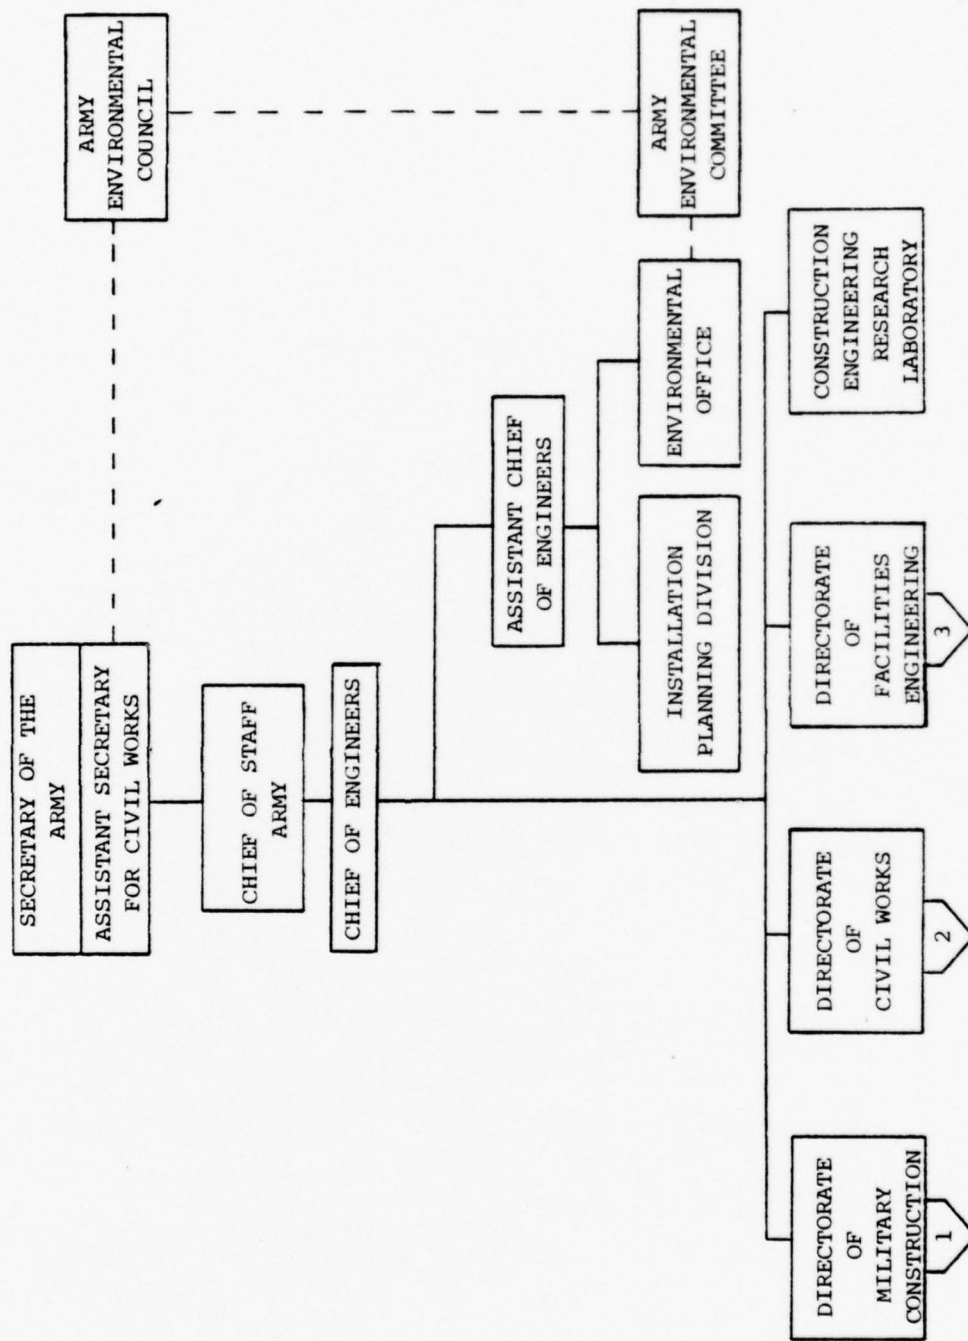 SECRETARY OF THE
ARMY
ASSISTANT SECRETARY
FOR CIVIL WORKS
ARMY
ENVIRONMENTAL
COUNCIL
CHIEF OF STAFF
ARMY
CHIEF OF ENGINEERS
ASSISTANT CHIEF
OF ENGINEERS
INSTALLATION
PLANNING DIVISION
ENVIRONMENTAL
OFFICE
ARMY
ENVIRONMENTAL
COMMITTEE
DIRECTORATE
OF
MILITARY
CONSTRUCTION
1
DIRECTORATE
OF
CIVIL WORKS
2
DIRECTORATE
OF
FACILITIES
ENGINEERING
3
CONSTRUCTION
ENGINEERING
RESEARCH
LABORATORY